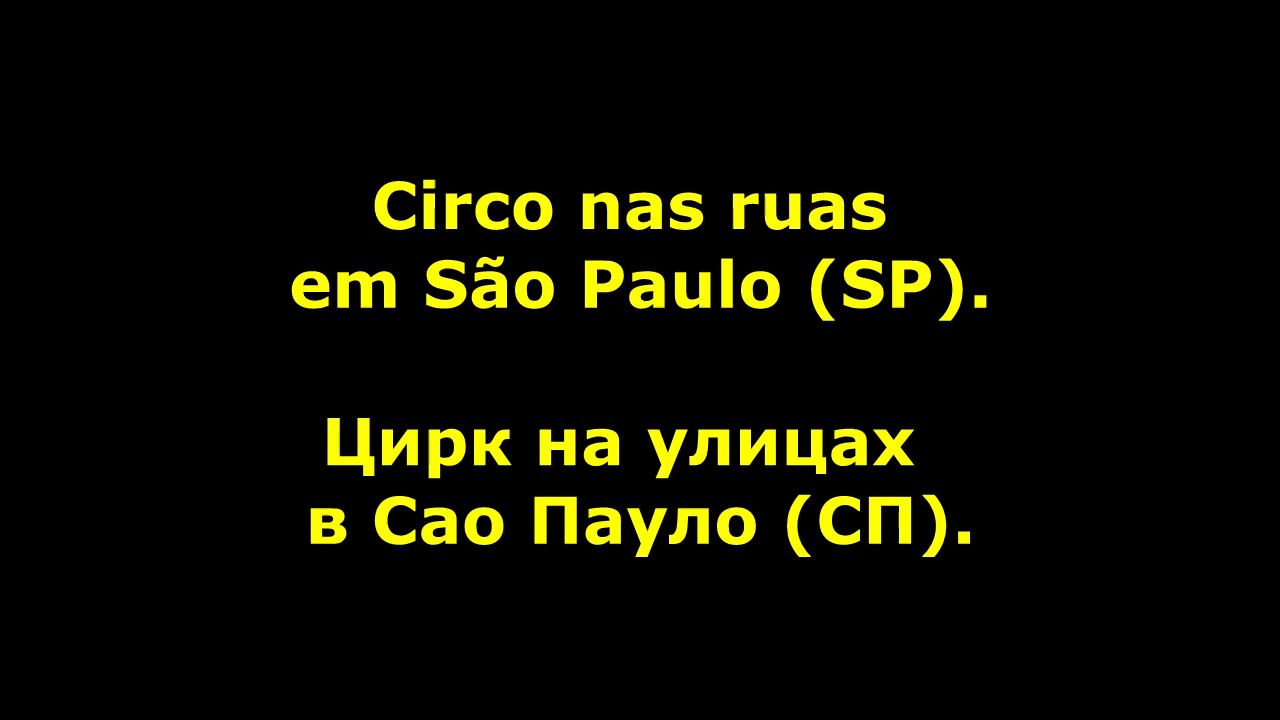 Circo nas ruas
em São Paulo (SP).
Цирк на улицах
в Сао Пауло (СП).